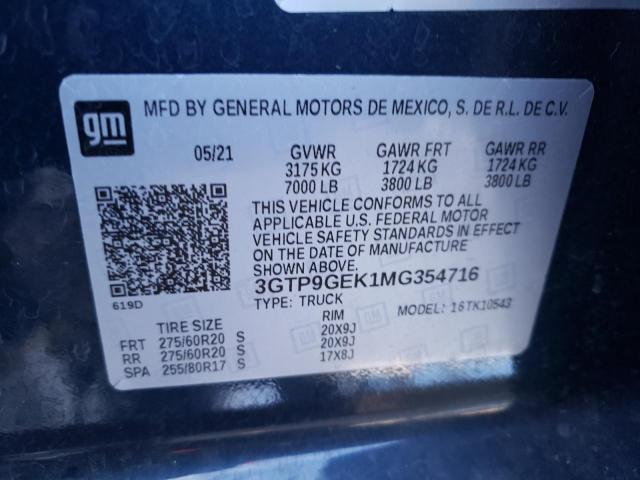 gm
MFD BY GENERAL MOTORS DE MEXICO, S. DE R.L. DE C.V.
05/21 GVWR GAWR FRT GAWR RR
3175 KG 1724 KG 1724 KG
7000 LB 3800 LB 3800 LB
THIS VEHICLE CONFORMS TO ALL
APPLICABLE U.S. FEDERAL MOTOR
VEHICLE SAFETY STANDARDS IN EFFECT
ON THE DATE OF MANUFACTURE
SHOWN ABOVE.
3GTP9GEK1MG354716
619D
TYPE: TRUCK MODEL: 16TK10543
TIRE SIZE RIM
FRT 275/60R20 S 20X9J
RR 275/60R20 S 20X9J
SPA 255/80R17 S 17X8J